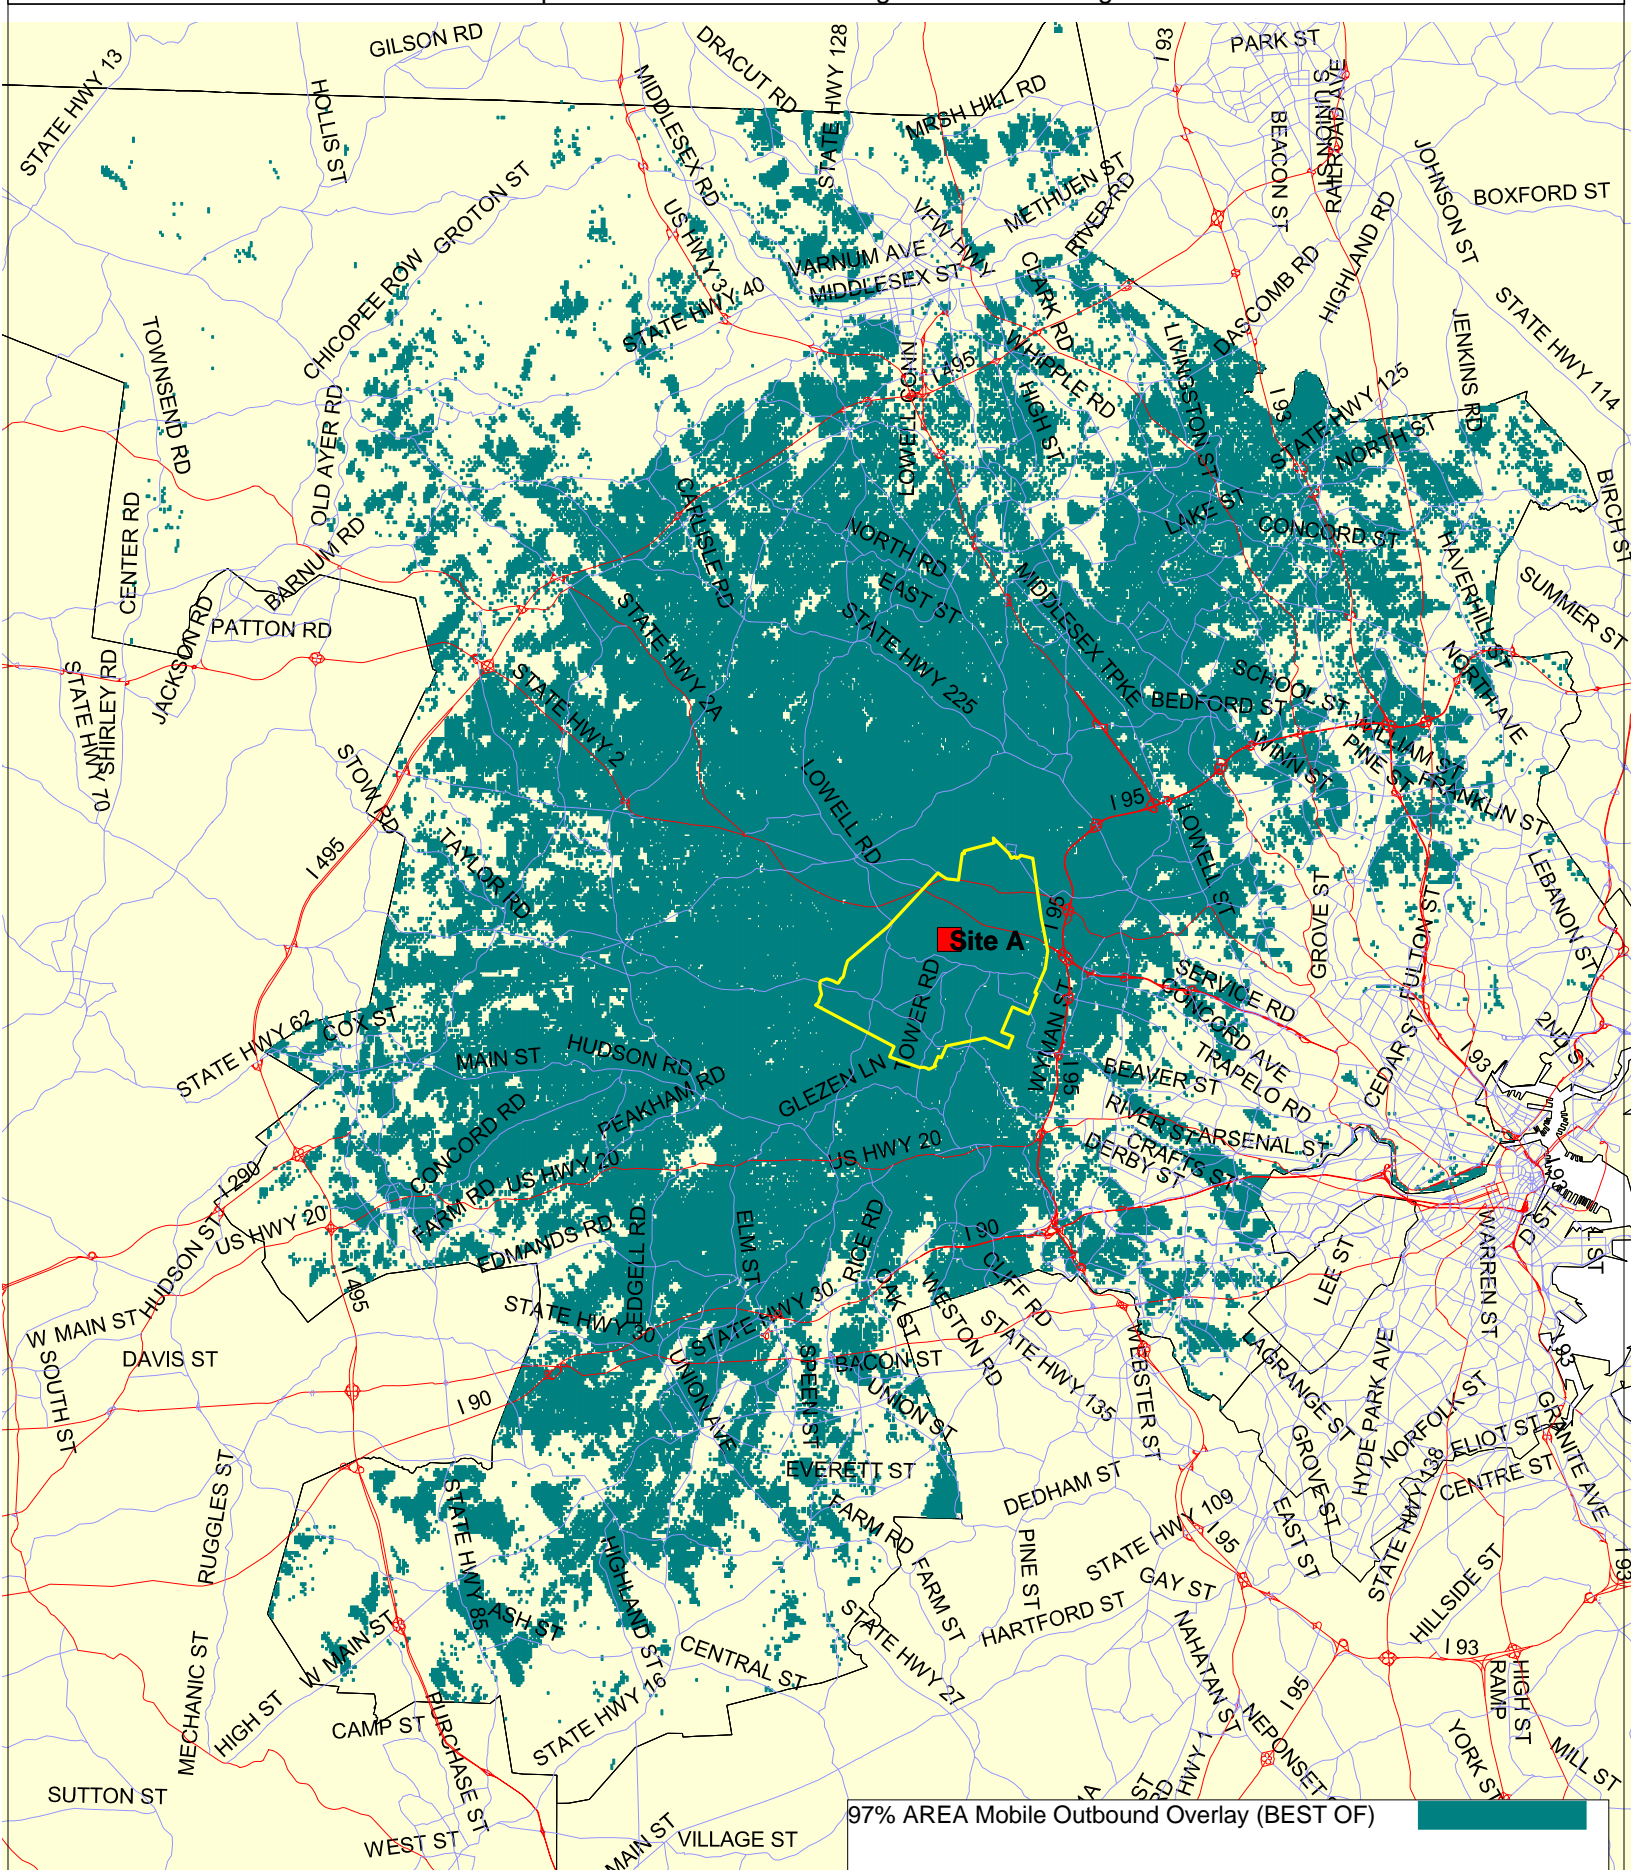 GILSON RD
STATE HWY 13
HOLLIS ST
MIDDLESEX RD
DRACUT RD
STATE HWY 128
MRSH HILL RD
I 93
PARK ST
RAILROAD AVE
BEACON ST
JOHNSON ST
BOXFORD ST
GROTON ST
CHICOPEE ROW
US HWY 3
VFW HWY
METHUEN ST
RIVER RD
VARNUM AVE
MIDDLESEX ST
STATE HWY 40
CLARK RD
DASCOMB RD
HIGHLAND RD
STATE HWY 114
JENKINS RD
TOWNSEND RD
OLD AYER RD
LOWELL CONN
I 495
WHIPPLE RD
HIGH ST
LIVINGSTON ST
I 93
STATE HWY 125
NORTH ST
BIRCH ST
CENTER RD
BARNUM RD
CARLISLE RD
NORTH RD
EAST ST
LAKE ST
CONCORD ST
HAVERHILL ST
SUMMER ST
PATTON RD
JACKSON RD
SHIRLEY RD
STATE HWY 70
STATE HWY 2A
STATE HWY 2
STATE HWY 225
MIDDLESEX TPKE
BEDFORD ST
SCHOOL ST
NORTH AVE
WILLIAM ST
PINE ST
WINN ST
FRANKLIN ST
STOW RD
I 495
TAYLOR RD
LOWELL RD
I 95
LOWELL ST
GROVE ST
FULTON ST
LEBANON ST
I 95
Site A
TOWER RD
SERVICE RD
CONCORD AVE
TRAPELO RD
CEDAR ST
I 93
2ND ST
STATE HWY 62
COX ST
MAIN ST
HUDSON RD
PEAKHAM RD
GLEZEN LN
WYMAN ST
I 95
BEAVER ST
RIVER ST
ARSENAL ST
CRAFTS ST
DERBY ST
CONCORD RD
US HWY 20
US HWY 20
FARM RD
I 290
US HWY 20
HUDSON ST
EDMANDS RD
EDGELL RD
ELM ST
RICE RD
I 90
CLIFF RD
I 93
D ST
L ST
WARREN ST
LEE ST
I 495
W MAIN ST
SOUTH ST
DAVIS ST
STATE HWY 30
STATE HWY 30
OAK ST
WESTON RD
STATE HWY 135
WEBSTER ST
LAGRANGE ST
HYDE PARK AVE
I 93
I 90
UNION AVE
SPEEN ST
BACON ST
UNION ST
NORFOLK ST
ELIOT ST
GRANITE AVE
CENTRE ST
GROVE ST
STATE HWY 138
EVERETT ST
DEDHAM ST
STATE HWY 109
I 95
EAST ST
RUGGLES ST
STATE HWY 85
HIGHLAND ST
FARM RD
FARM ST
PINE ST
GAY ST
HARTFORD ST
HILLSIDE ST
I 93
ASH ST
W MAIN ST
CENTRAL ST
STATE HWY 27
NAHATAN ST
I 93
HIGH ST
RAMP
MECHANIC ST
HIGH ST
CAMP ST
PURCHASE ST
STATE HWY 16
I 95
NEPONSET
HWY 1
YORK ST
MILL ST
SUTTON ST
WEST ST
MAIN ST
VILLAGE ST
ST
RD
97% AREA Mobile Outbound Overlay (BEST OF)